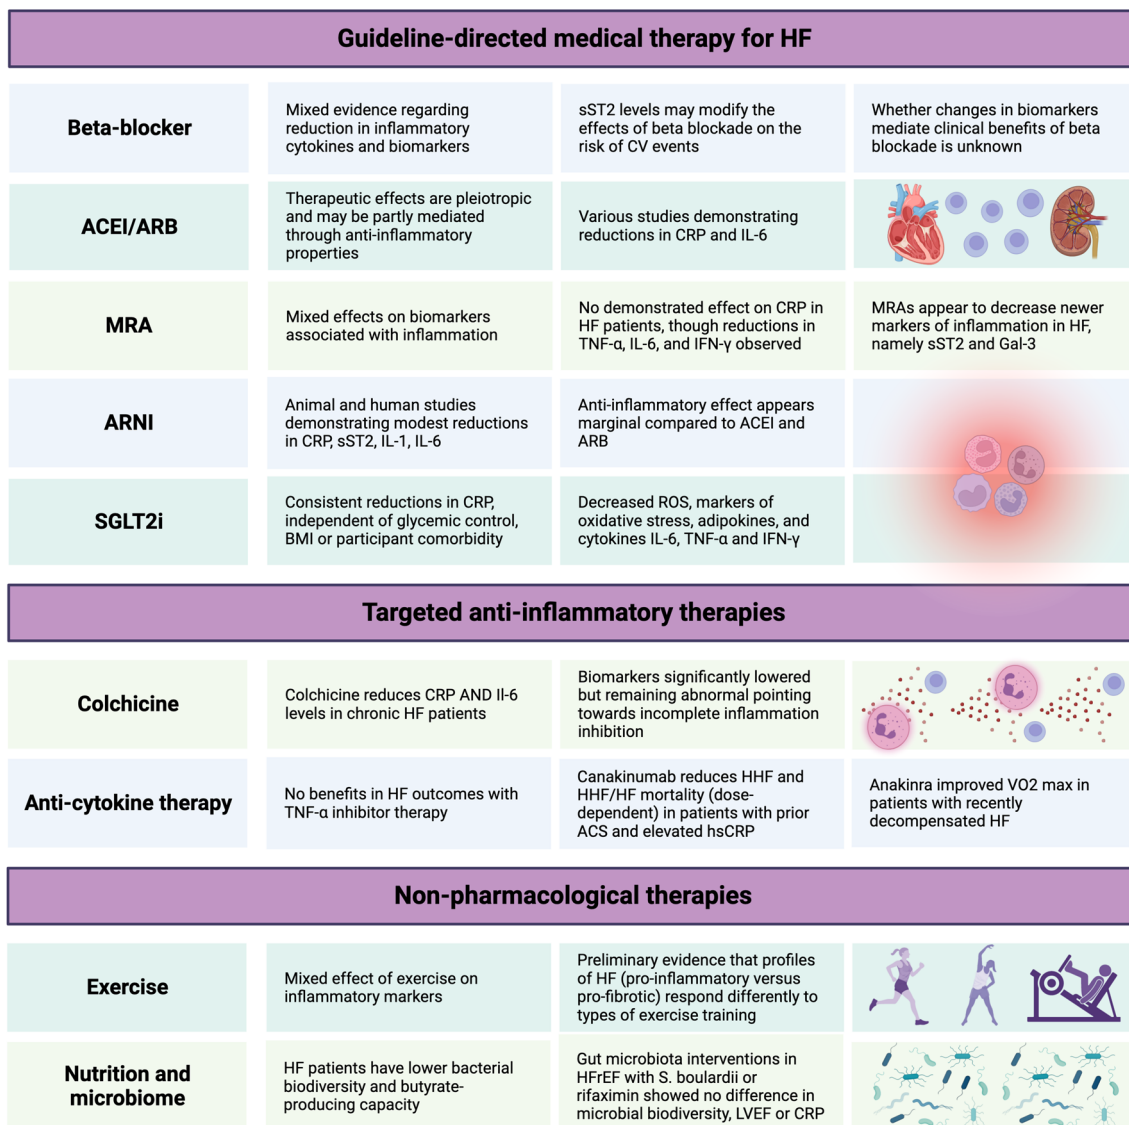 Guideline-directed medical therapy for HF
Beta-blocker
Mixed evidence regarding
reduction in inflammatory
cytokines and biomarkers
sST2 levels may modify the
effects of beta blockade on the
risk of CV events
Whether changes in biomarkers
mediate clinical benefits of beta
blockade is unknown
ACEI/ARB
Therapeutic effects are pleiotropic
and may be partly mediated
through anti-inflammatory
properties
Various studies demonstrating
reductions in CRP and IL-6
MRA
Mixed effects on biomarkers
associated with inflammation
No demonstrated effect on CRP in
HF patients, though reductions in
TNF-α, IL-6, and IFN-γ observed
MRAs appear to decrease newer
markers of inflammation in HF,
namely sST2 and Gal-3
ARNI
Animal and human studies
demonstrating modest reductions
in CRP, sST2, IL-1, IL-6
Anti-inflammatory effect appears
marginal compared to ACEI and
ARB
SGLT2i
Consistent reductions in CRP,
independent of glycemic control,
BMI or participant comorbidity
Decreased ROS, markers of
oxidative stress, adipokines, and
cytokines IL-6, TNF-α and IFN-γ
Targeted anti-inflammatory therapies
Colchicine
Colchicine reduces CRP AND Il-6
levels in chronic HF patients
Biomarkers significantly lowered
but remaining abnormal pointing
towards incomplete inflammation
inhibition
Anti-cytokine therapy
No benefits in HF outcomes with
TNF-α inhibitor therapy
Canakinumab reduces HHF and
HHF/HF mortality (dose-
dependent) in patients with prior
ACS and elevated hsCRP
Anakinra improved VO2 max in
patients with recently
decompensated HF
Non-pharmacological therapies
Exercise
Mixed effect of exercise on
inflammatory markers
Preliminary evidence that profiles
of HF (pro-inflammatory versus
pro-fibrotic) respond differently to
types of exercise training
Nutrition and
microbiome
HF patients have lower bacterial
biodiversity and butyrate-
producing capacity
Gut microbiota interventions in
HFrEF with S. boulardii or
rifaximin showed no difference in
microbial biodiversity, LVEF or CRP